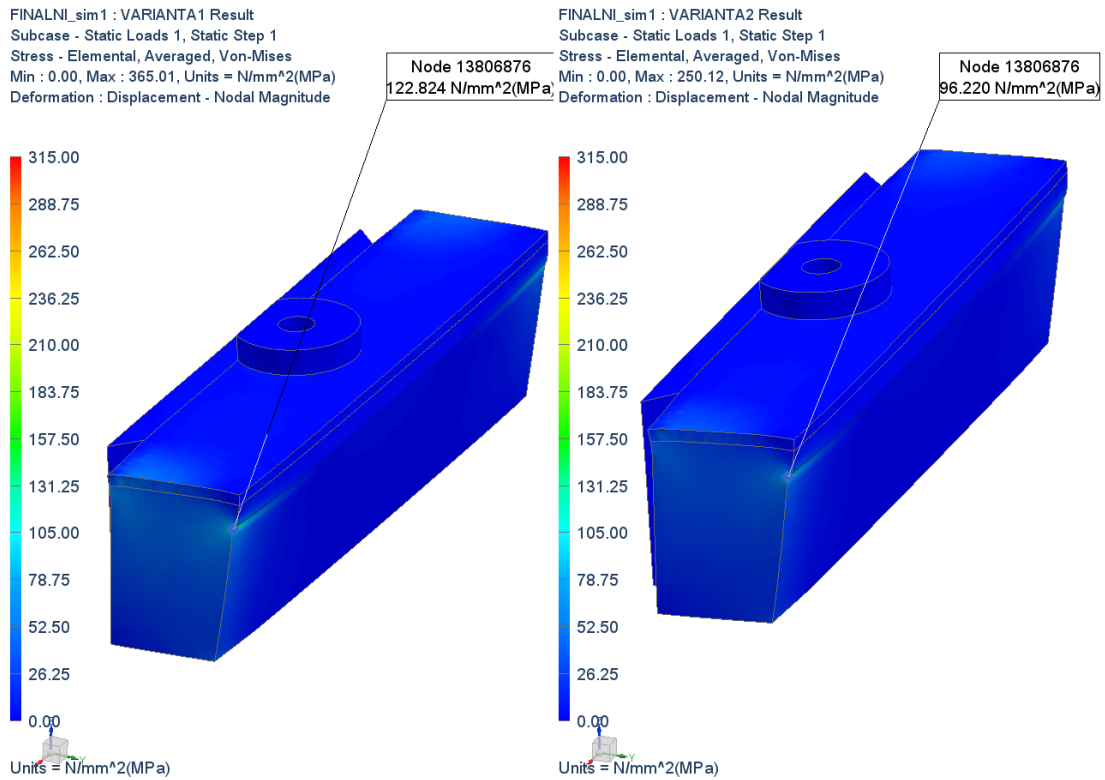 FINALNI_sim1 : VARIANTA1 Result
Subcase - Static Loads 1, Static Step 1
Stress - Elemental, Averaged, Von-Mises
Min : 0.00, Max : 365.01, Units = N/mm^2(MPa)
Deformation : Displacement - Nodal Magnitude
Node 13806876
122.824 N/mm^2(MPa)
315.00
288.75
262.50
236.25
210.00
183.75
157.50
131.25
105.00
78.75
52.50
26.25
0.00
Y
Units = N/mm^2(MPa)
FINALNI_sim1 : VARIANTA2 Result
Subcase - Static Loads 1, Static Step 1
Stress - Elemental, Averaged, Von-Mises
Min : 0.00, Max : 250.12, Units = N/mm^2(MPa)
Deformation : Displacement - Nodal Magnitude
Node 13806876
96.220 N/mm^2(MPa)
315.00
288.75
262.50
236.25
210.00
183.75
157.50
131.25
105.00
78.75
52.50
26.25
0.00
Y
Units = N/mm^2(MPa)